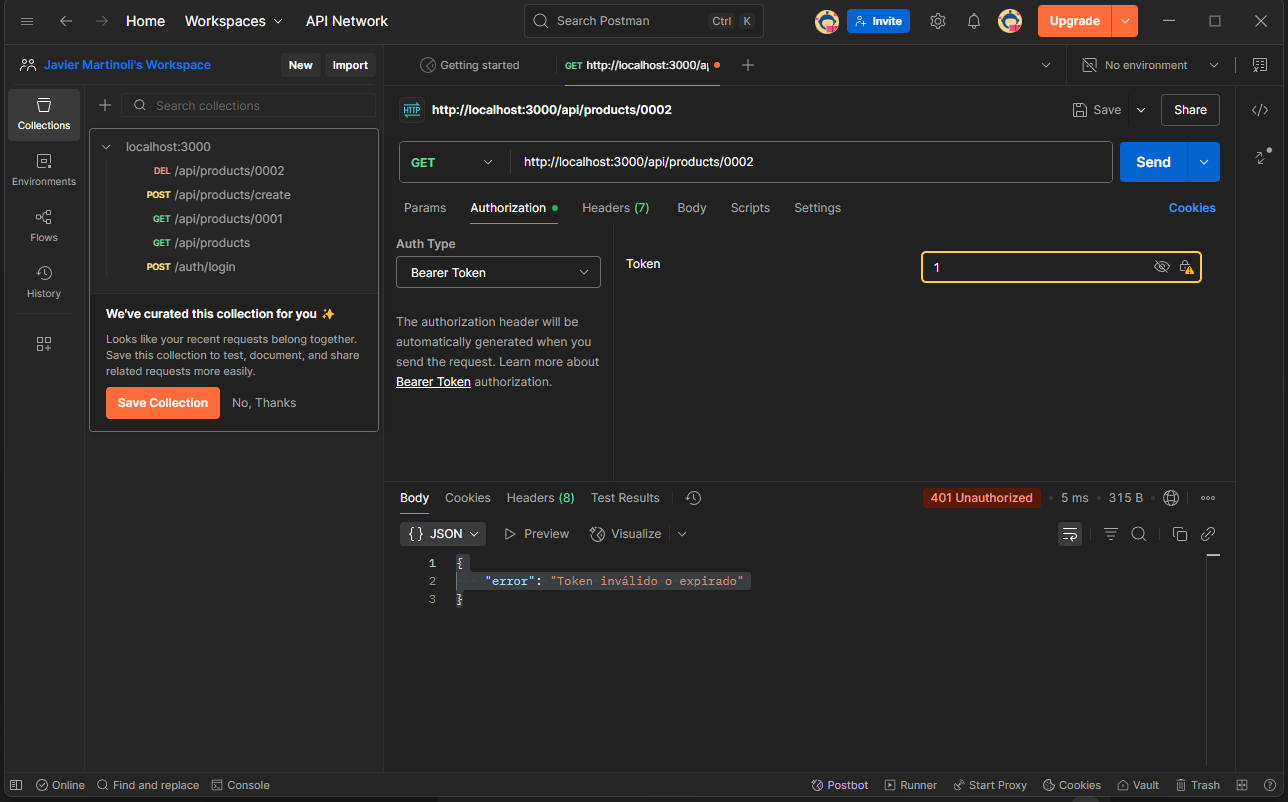 Home Workspaces API Network Search Postman Ctrl K Invite Upgrade
Javier Martinoli's Workspace New Import Getting started GET http://localhost:3000/ap No environment
Collections
Environments
Flows
History
Search collections
localhost:3000
DEL /api/products/0002
POST /api/products/create
GET /api/products/0001
GET /api/products
POST /auth/login
We've curated this collection for you ✨
Looks like your recent requests belong together.
Save this collection to test, document, and share
related requests more easily.
Save Collection No, Thanks
HTTP http://localhost:3000/api/products/0002 Save Share
GET http://localhost:3000/api/products/0002 Send
Params Authorization Headers (7) Body Scripts Settings Cookies
Auth Type
Bearer Token
The authorization header will be
automatically generated when you
send the request. Learn more about
Bearer Token authorization.
Token 1
Body Cookies Headers (8) Test Results 401 Unauthorized 5 ms 315 B
{} JSON Preview Visualize
1 {
2 "error": "Token inválido o expirado"
3 }
Online Find and replace Console Postbot Runner Start Proxy Cookies Vault Trash